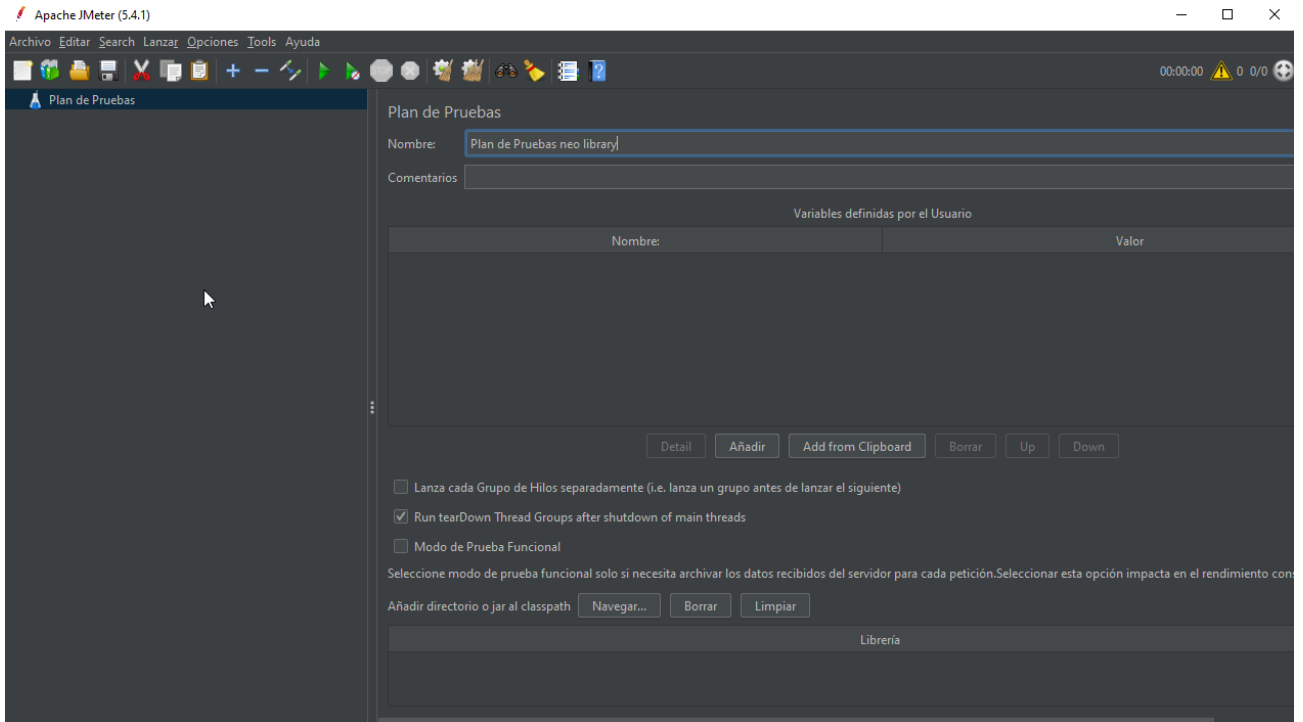 Apache JMeter (5.4.1)
Archivo Editar Search Lanzar Opciones Tools Ayuda
00:00:00 0 0/0
Plan de Pruebas
Plan de Pruebas
Nombre: Plan de Pruebas neo library
Comentarios
Variables definidas por el Usuario
Nombre: Valor
Detail Añadir Add from Clipboard Borrar Up Down
Lanza cada Grupo de Hilos separadamente (i.e. lanza un grupo antes de lanzar el siguiente)
Run tearDown Thread Groups after shutdown of main threads
Modo de Prueba Funcional
Seleccione modo de prueba funcional solo si necesita archivar los datos recibidos del servidor para cada petición.Seleccionar esta opción impacta en el rendimiento con
Añadir directorio o jar al classpath Navegar... Borrar Limpiar
Librería